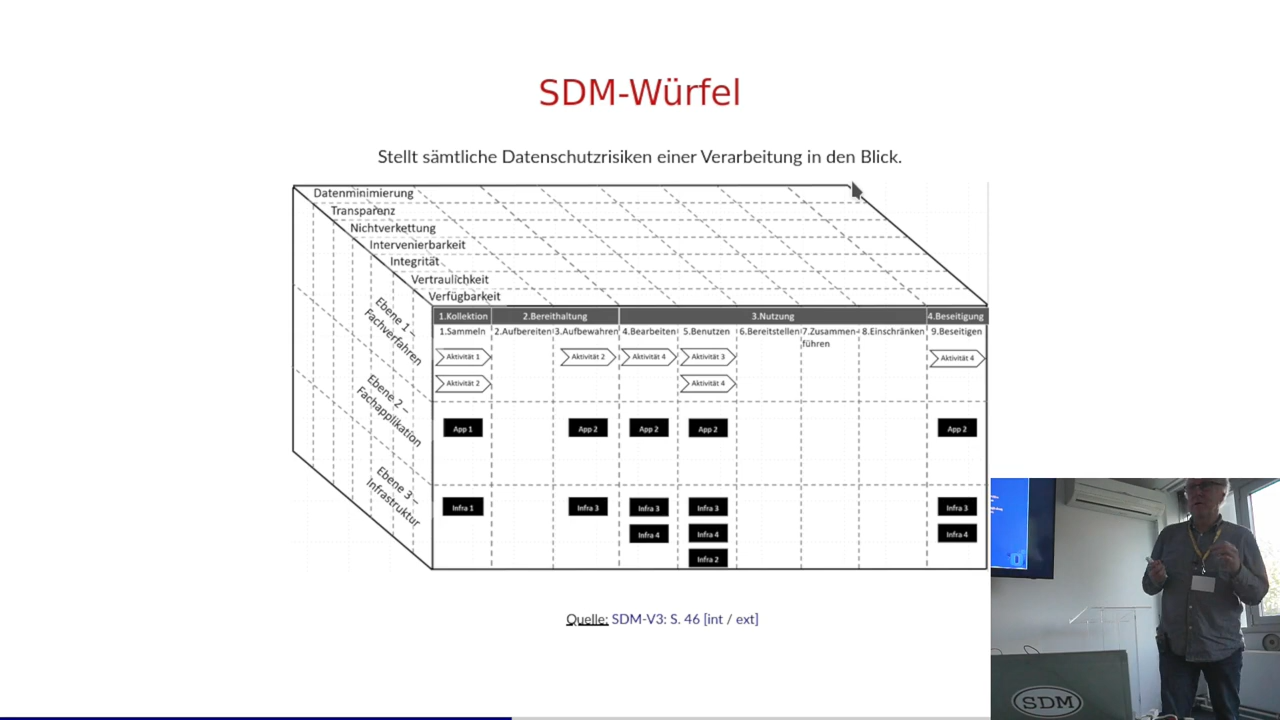 SDM-Würfel
Stellt sämtliche Datenschutzrisiken einer Verarbeitung in den Blick.
Datenminimierung
Transparenz
Nichtverkettung
Intervenierbarkeit
Integrität
Vertraulichkeit
Verfügbarkeit
Ebene 1 –
Fachverfahren
Ebene 2 –
Fachapplikation
Ebene 3 –
Infrastruktur
1.Kollektion 2.Bereithaltung 3.Nutzung 4.Beseitigung
1.Sammeln 2.Aufbereiten 3.Aufbewahren 4.Bearbeiten 5.Benutzen 6.Bereitstellen 7.Zusammen- 8.Einschränken 9.Beseitigen
führen
Aktivität 1 Aktivität 2 Aktivität 4 Aktivität 3 Aktivität 4
Aktivität 2 Aktivität 4
App 1 App 2 App 2 App 2 App 2
Infra 1 Infra 3 Infra 3 Infra 3 Infra 3
Infra 4 Infra 4 Infra 4
Infra 2
Quelle: SDM-V3: S. 46 [int / ext]
SDM